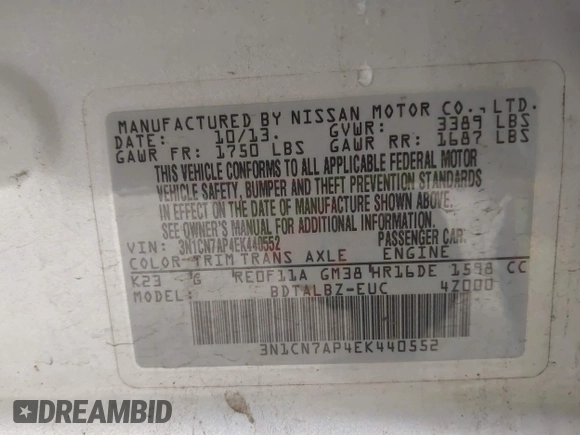 MANUFACTURED BY NISSAN MOTOR CO., LTD.
DATE: 10/13. GVWR: 3389 LBS
GAWR FR: 1750 LBS GAWR RR: 1687 LBS
THIS VEHICLE CONFORMS TO ALL APPLICABLE FEDERAL MOTOR
VEHICLE SAFETY, BUMPER AND THEFT PREVENTION STANDARDS
IN EFFECT ON THE DATE OF MANUFACTURE SHOWN ABOVE.
SEE OWNER'S MANUAL FOR ADDITIONAL INFORMATION.
VIN: 3N1CN7AP4EK440552 PASSENGER CAR.
COLOR TRIM TRANS AXLE ENGINE
K23 G RE0F11A GM38 HR16DE 1598 CC
MODEL: BDTALBZ-EUC 4Z000
3N1CN7AP4EK440552
DREAMBID